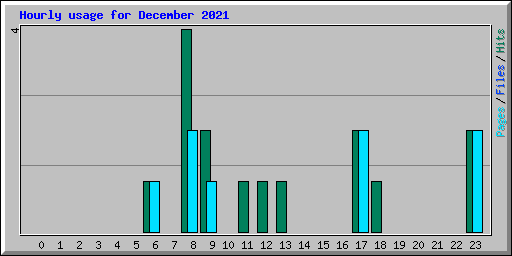 Hourly usage for December 2021
4
Pages/Files/Hits
0 1 2 3 4 5 6 7 8 9 10 11 12 13 14 15 16 17 18 19 20 21 22 23